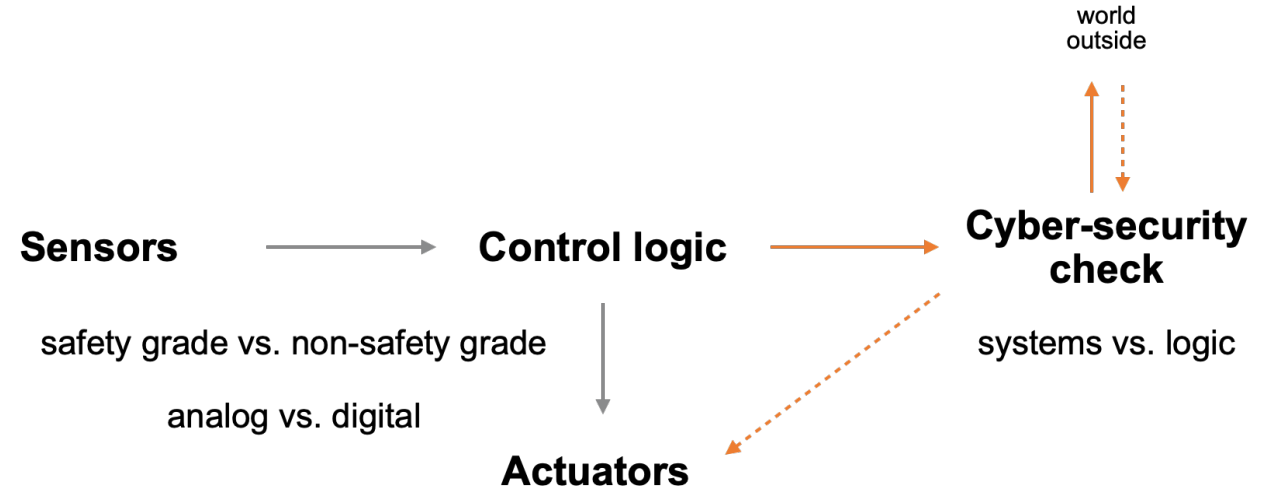 world
outside
Sensors
Control logic
Cyber-security
check
safety grade vs. non-safety grade
systems vs. logic
analog vs. digital
Actuators